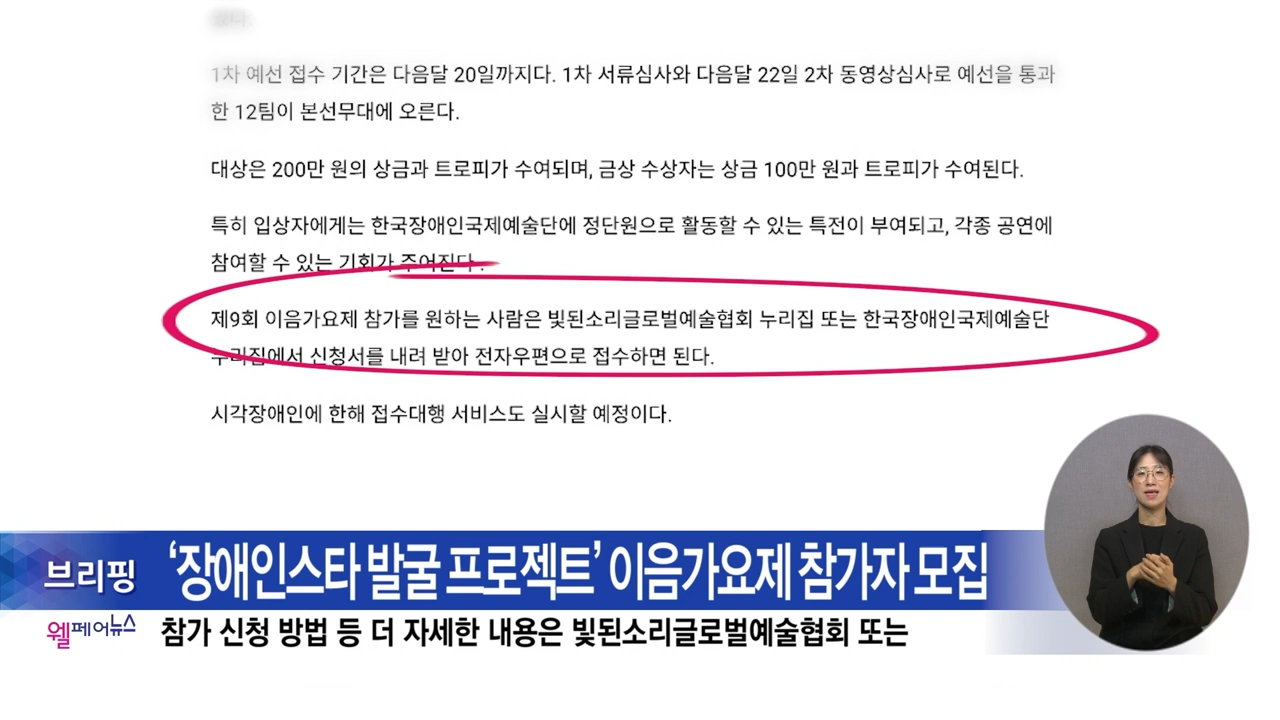 1차 예선 접수 기간은 다음달 20일까지다. 1차 서류심사와 다음달 22일 2차 동영상심사로 예선을 통과
한 12팀이 본선무대에 오른다.
대상은 200만 원의 상금과 트로피가 수여되며, 금상 수상자는 상금 100만 원과 트로피가 수여된다.
특히 입상자에게는 한국장애인국제예술단에 정단원으로 활동할 수 있는 특전이 부여되고, 각종 공연에
참여할 수 있는 기회가 주어진다 .
제9회 이음가요제 참가를 원하는 사람은 빛된소리글로벌예술협회 누리집 또는 한국장애인국제예술단
누리집에서 신청서를 내려 받아 전자우편으로 접수하면 된다.
시각장애인에 한해 접수대행 서비스도 실시할 예정이다.
브리핑 ‘장애인스타 발굴 프로젝트’ 이음가요제 참가자 모집
웰페어뉴스 참가 신청 방법 등 더 자세한 내용은 빛된소리글로벌예술협회 또는